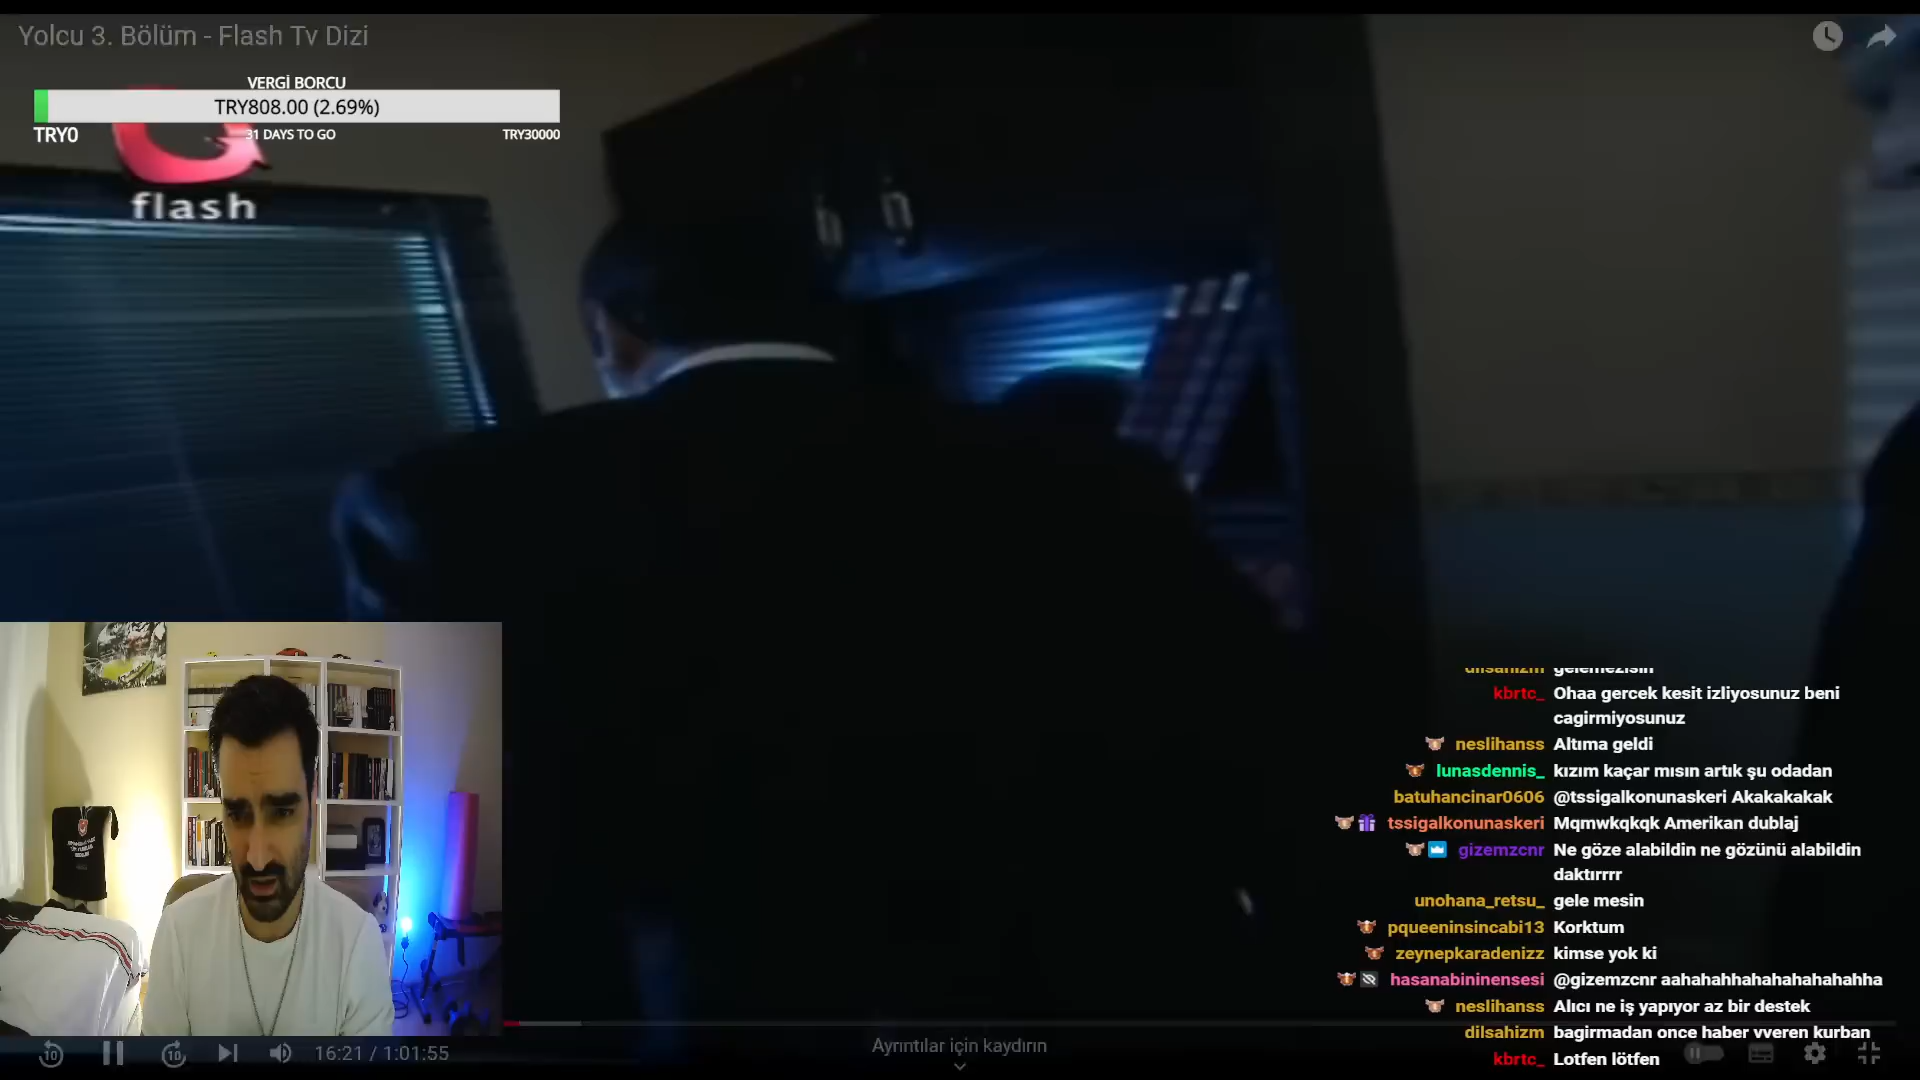 Yolcu 3. Bölüm - Flash Tv Dizi
VERGİ BORCU
TRY808.00 (2.69%)
TRY0
31 DAYS TO GO
TRY30000
flash
dilsahizm gelemezisin
kbrtc_ Ohaa gercek kesit izliyosunuz beni
cagirmiyosunuz
neslihanss Altıma geldi
lunasdennis_ kızım kaçar mısın artık şu odadan
batuhancinar0606 @tssigalkonunaskeri Akakakakak
tssigalkonunaskeri Mqmwkqkqk Amerikan dublaj
gizemzcnr Ne göze alabildin ne gözünü alabildin
daktırrrr
unohana_retsu_ gele mesin
pqueeninsincabi13 Korktum
zeynepkaradenizz kimse yok ki
hasanabininensesi @gizemzcnr aahahahhahahahahahahha
neslihanss Alıcı ne iş yapıyor az bir destek
dilsahizm bagirmadan once haber vveren kurban
kbrtc_ Lotfen lötfen
10
10
16:21 / 1:01:55
Ayrıntılar için kaydırın